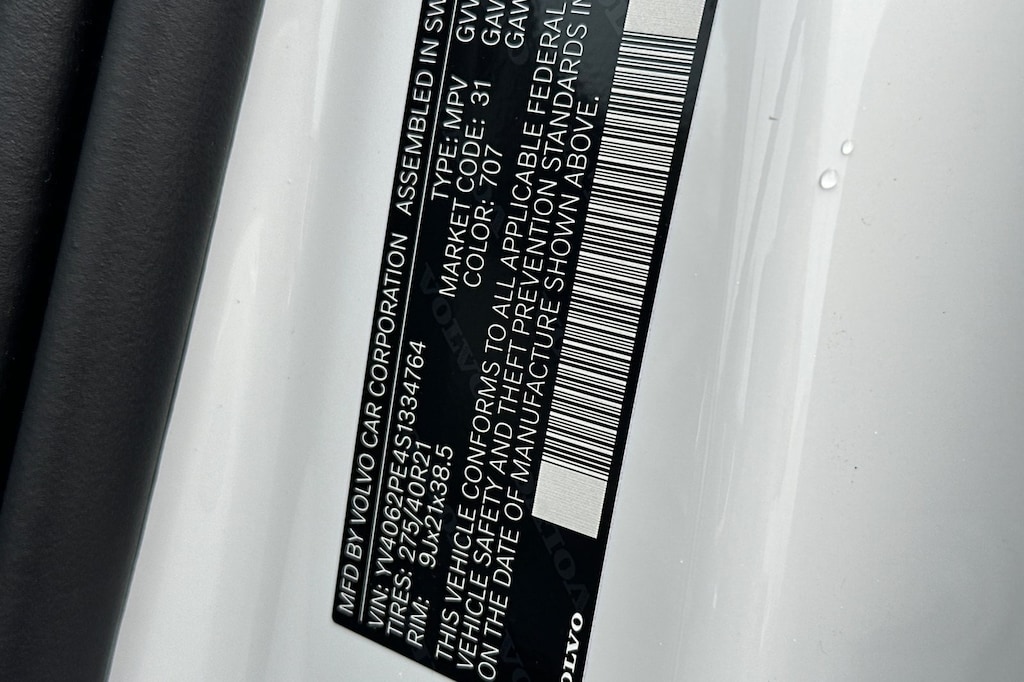 MFD BY VOLVO CAR CORPORATION ASSEMBLED IN SW
VIN: YV4062PE4S1334764 TYPE: MPV GVW
TIRES: 275/40R21 MARKET CODE: 31 GAW
RIM: 9Jx21x38.5 COLOR: 707 GAW
THIS VEHICLE CONFORMS TO ALL APPLICABLE FEDERAL
VEHICLE SAFETY AND THEFT PREVENTION STANDARDS IN
ON THE DATE OF MANUFACTURE SHOWN ABOVE.
OLVO